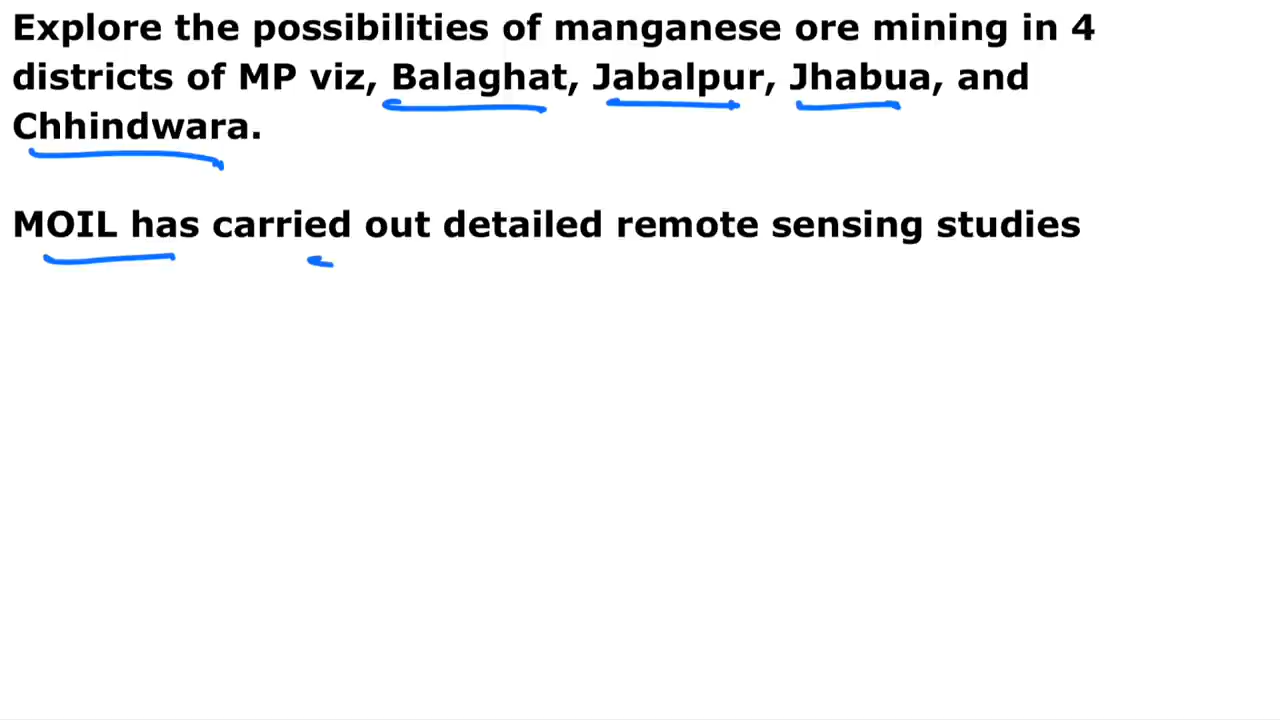 Explore the possibilities of manganese ore mining in 4
districts of MP viz, Balaghat, Jabalpur, Jhabua, and
Chhindwara.
MOIL has carried out detailed remote sensing studies